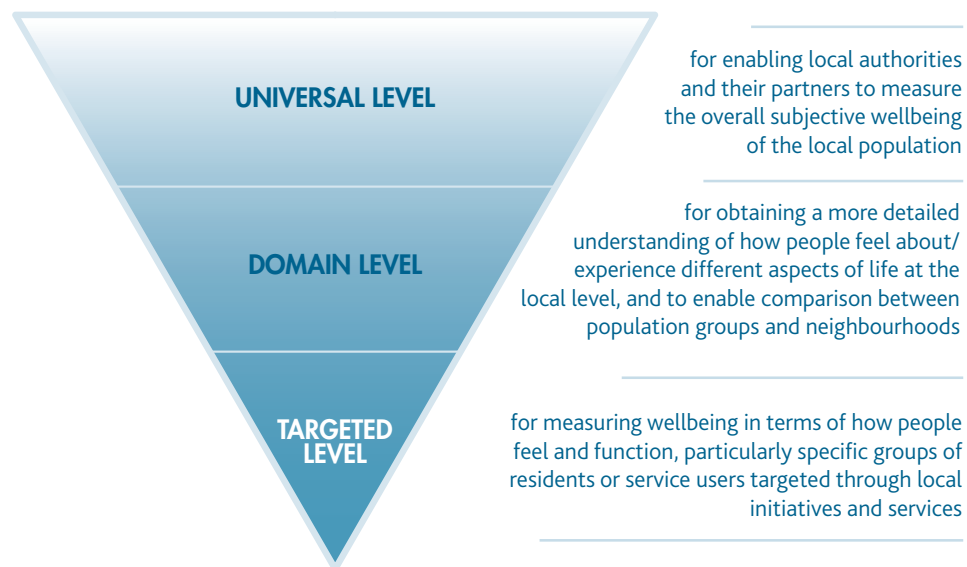 UNIVERSAL LEVEL
for enabling local authorities
and their partners to measure
the overall subjective wellbeing
of the local population
DOMAIN LEVEL
for obtaining a more detailed
understanding of how people feel about/
experience different aspects of life at the
local level, and to enable comparison between
population groups and neighbourhoods
TARGETED
LEVEL
for measuring wellbeing in terms of how people
feel and function, particularly specific groups of
residents or service users targeted through local
initiatives and services